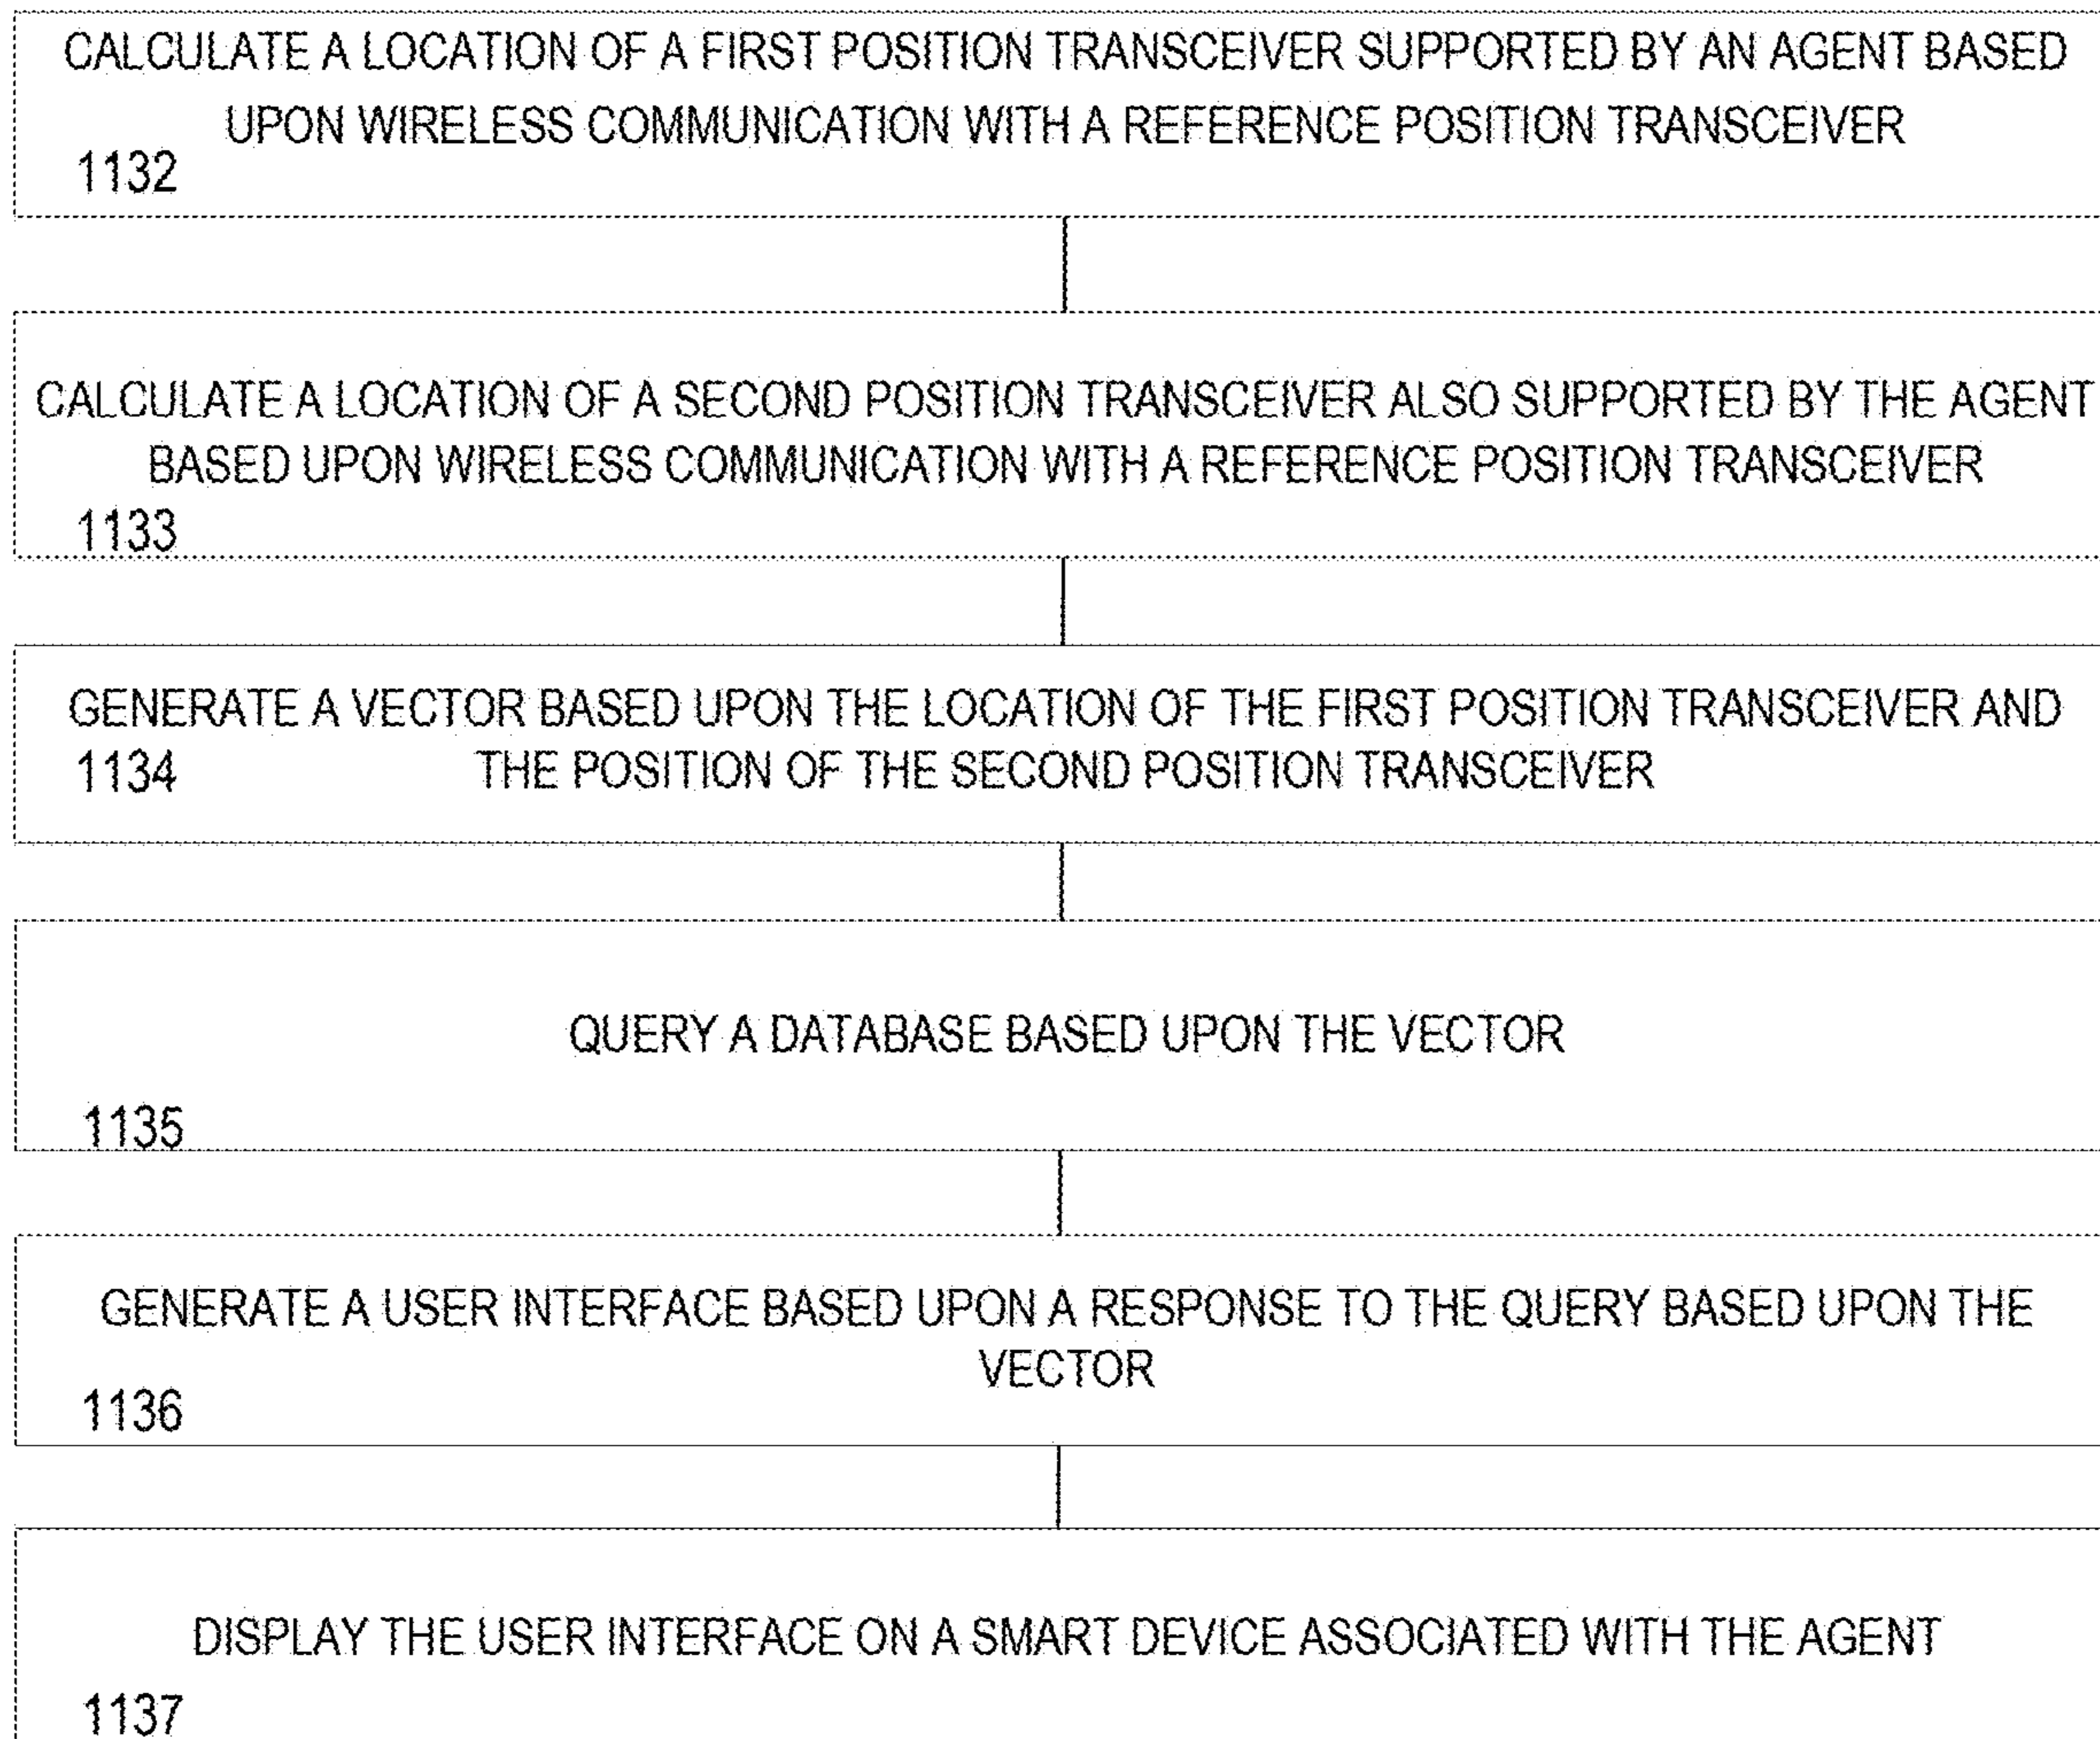 CALCULATE A LOCATION OF A FIRST POSITION TRANSCEIVER SUPPORTED BY AN AGENT BASED
UPON WIRELESS COMMUNICATION WITH A REFERENCE POSITION TRANSCEIVER
1132
CALCULATE A LOCATION OF A SECOND POSITION TRANSCEIVER ALSO SUPPORTED BY THE AGENT
BASED UPON WIRELESS COMMUNICATION WITH A REFERENCE POSITION TRANSCEIVER
1133
GENERATE A VECTOR BASED UPON THE LOCATION OF THE FIRST POSITION TRANSCEIVER AND
1134 THE POSITION OF THE SECOND POSITION TRANSCEIVER
QUERY A DATABASE BASED UPON THE VECTOR
1135
GENERATE A USER INTERFACE BASED UPON A RESPONSE TO THE QUERY BASED UPON THE
VECTOR
1136
DISPLAY THE USER INTERFACE ON A SMART DEVICE ASSOCIATED WITH THE AGENT
1137